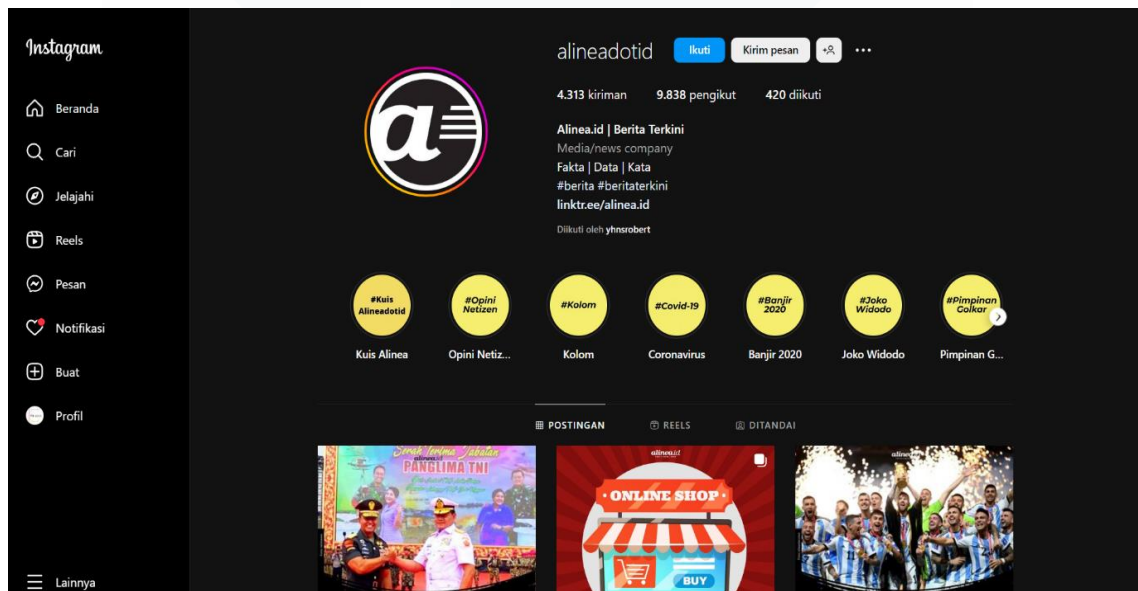 Instagram
Beranda
Cari
Jelajahi
Reels
Pesan
Notifikasi
Buat
Profil
Lainnya
alineadotid Ikuti Kirim pesan
4.313 kiriman 9.838 pengikut 420 diikuti
Alinea.id | Berita Terkini
Media/news company
Fakta | Data | Kata
#berita #beritaterkini
linktr.ee/alinea.id
Diikuti oleh yhnsrobert
a
#Kuis
Alineadotid
#Opini
Netizen
#Kolom
#Covid-19
#Banjir
2020
#Joko
Widodo
#Pimpinan
Golkar
Kuis Alinea Opini Netiz... Kolom Coronavirus Banjir 2020 Joko Widodo Pimpinan G...
POSTINGAN REELS DITANDAI
Serah Terima Jabatan
alinea.id
PANGLIMA TNI
alinea.id
• ONLINE SHOP •
BUY
alinea.id